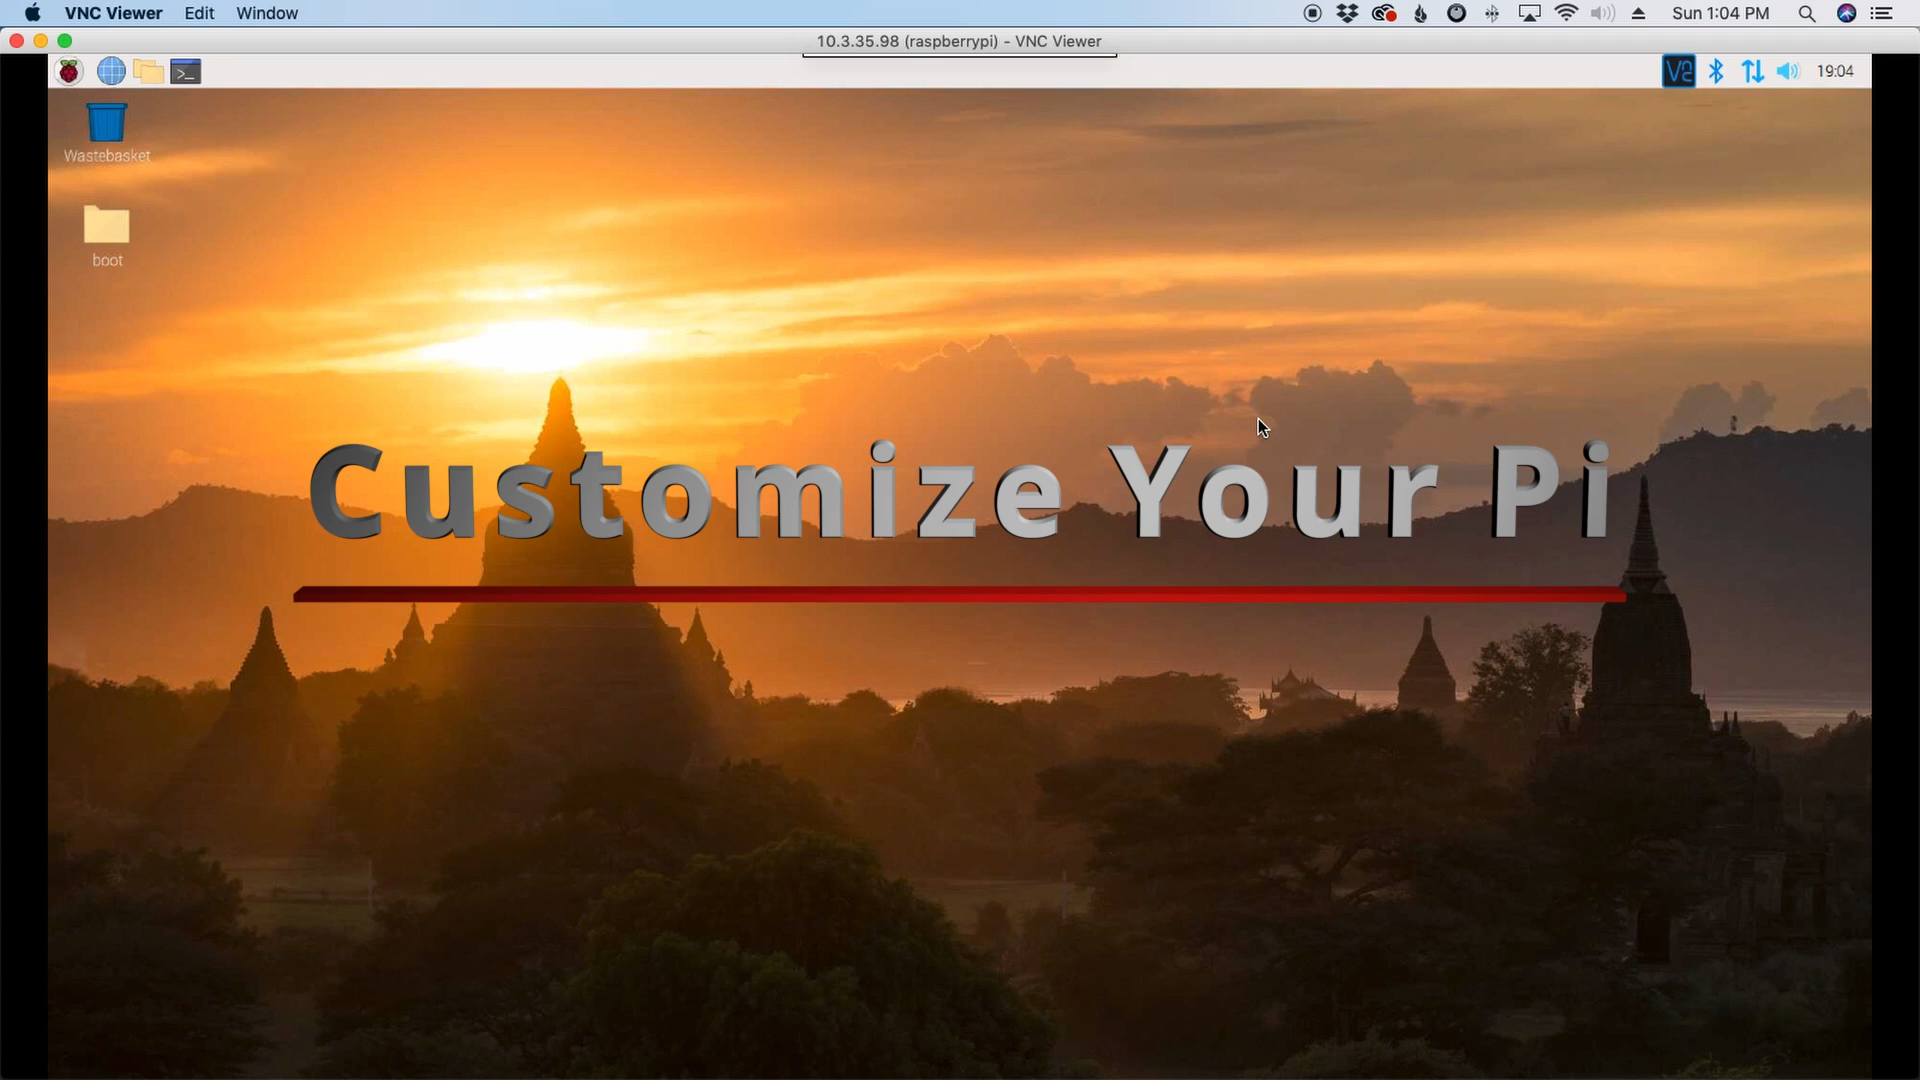 VNC Viewer Edit Window Sun 1:04 PM
10.3.35.98 (raspberrypi) - VNC Viewer
>_ V2 19:04
Wastebasket
boot
Customize Your Pi